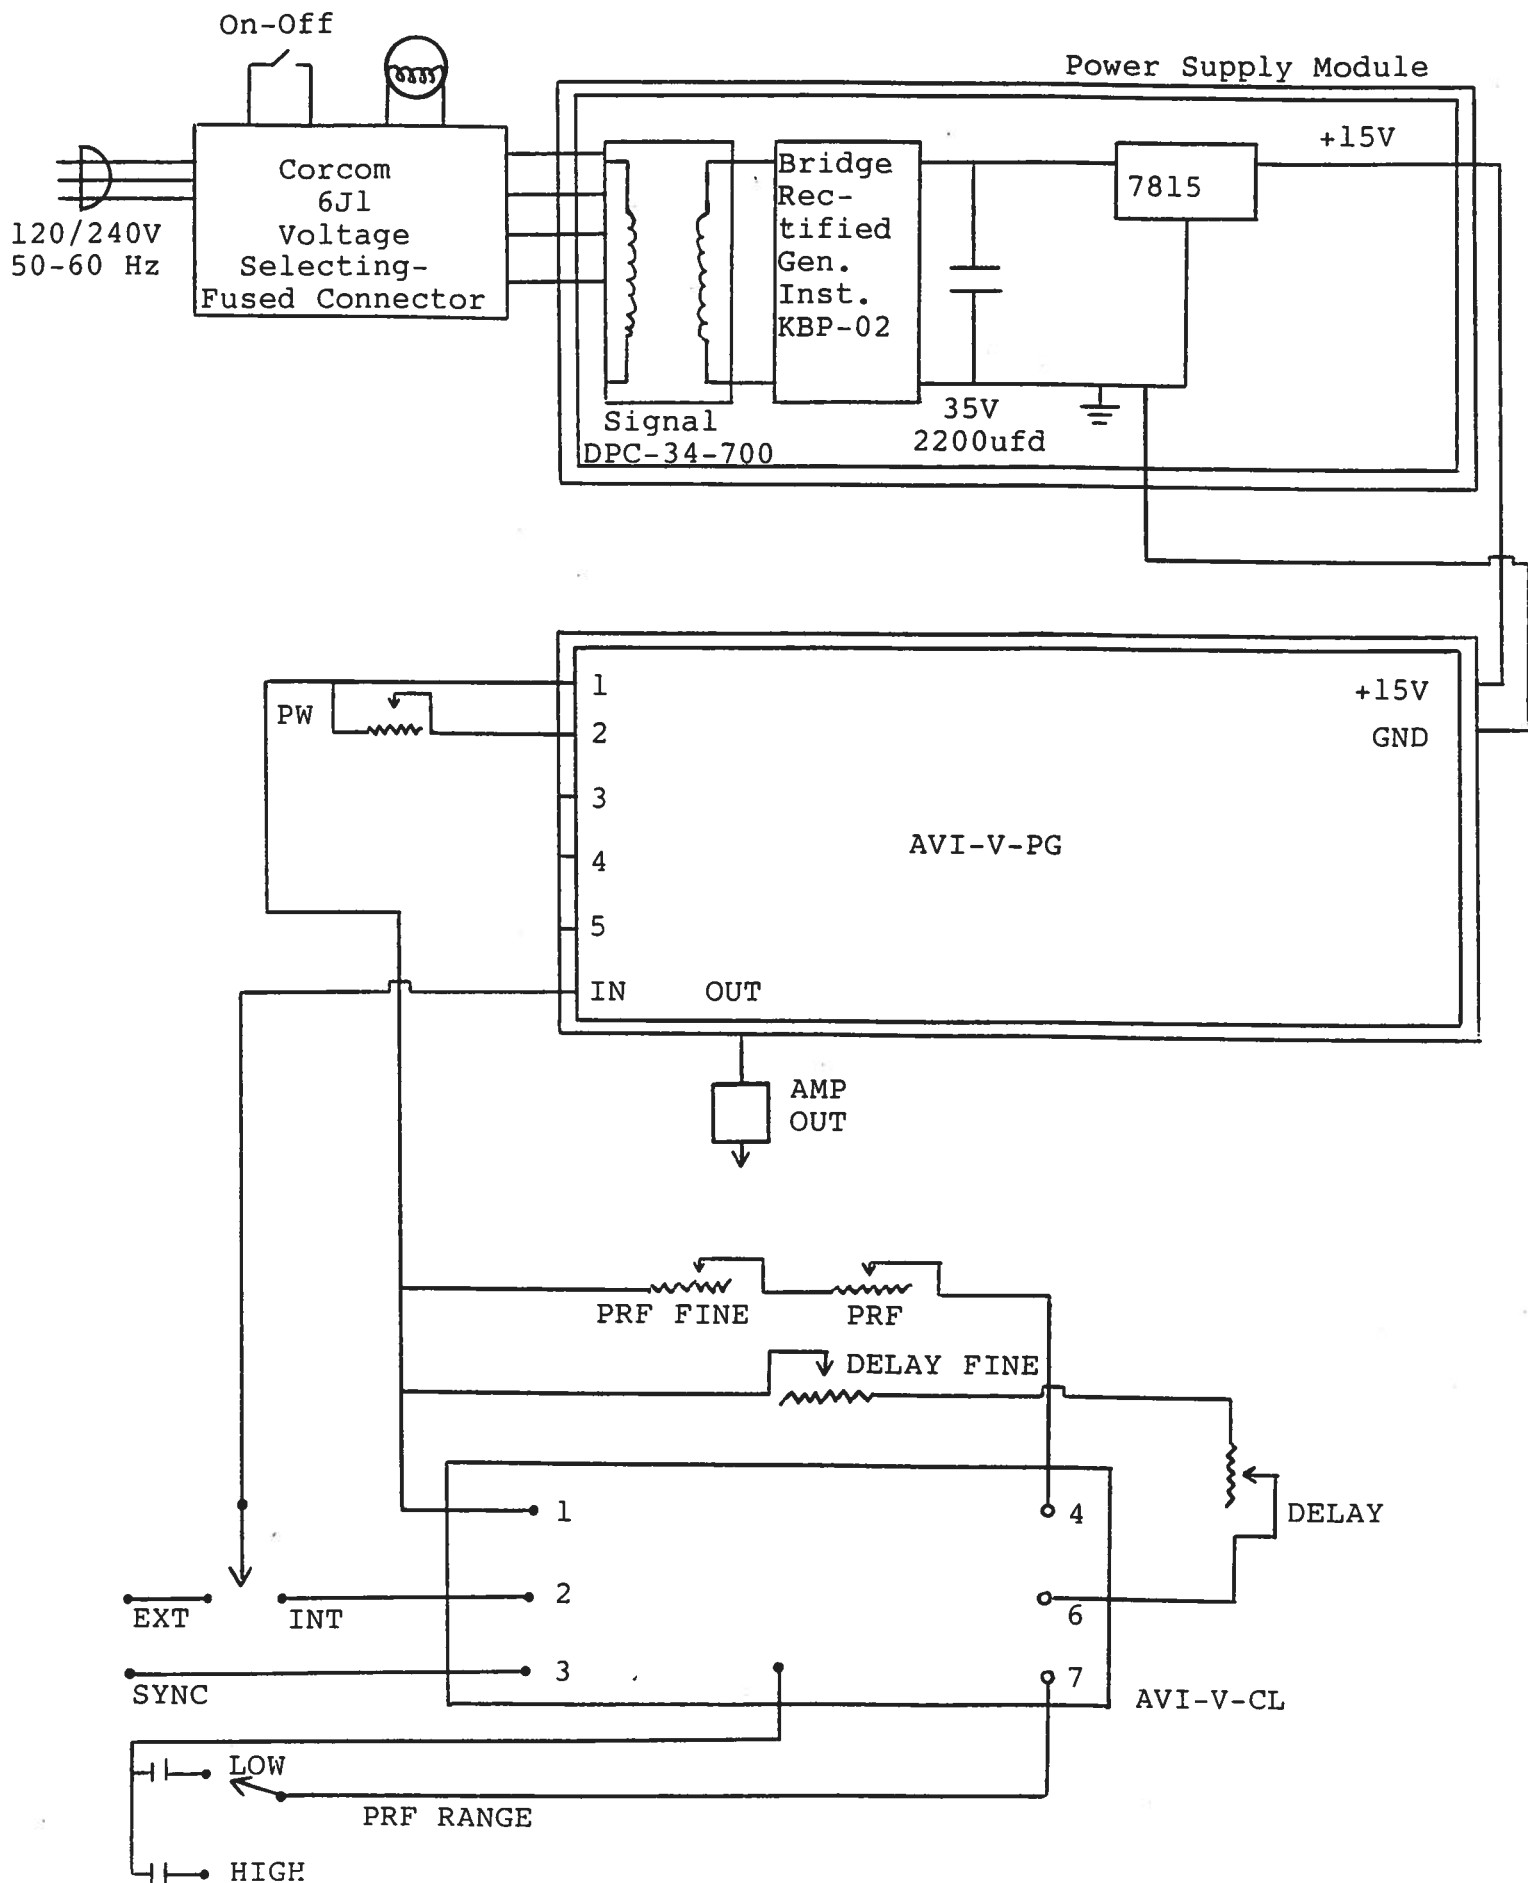 On-Off
Power Supply Module
Corcom
6J1
Voltage
Selecting-
Fused Connector
120/240V
50-60 Hz
Bridge
Rec-
tified
Gen.
Inst.
KBP-02
7815
+15V
Signal
DPC-34-700
35V
2200ufd
PW
1
2
3
4
5
IN
OUT
+15V
GND
AVI-V-PG
AMP
OUT
PRF FINE
PRF
DELAY FINE
DELAY
1
2
3
4
6
7
EXT
INT
SYNC
AVI-V-CL
LOW
PRF RANGE
HIGH